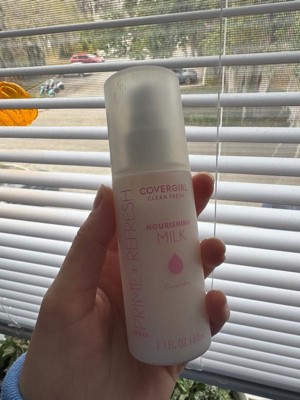 COVERGIRL
CLEAN FRESH
NOURISHING
MILK
PRIME + REFRESH